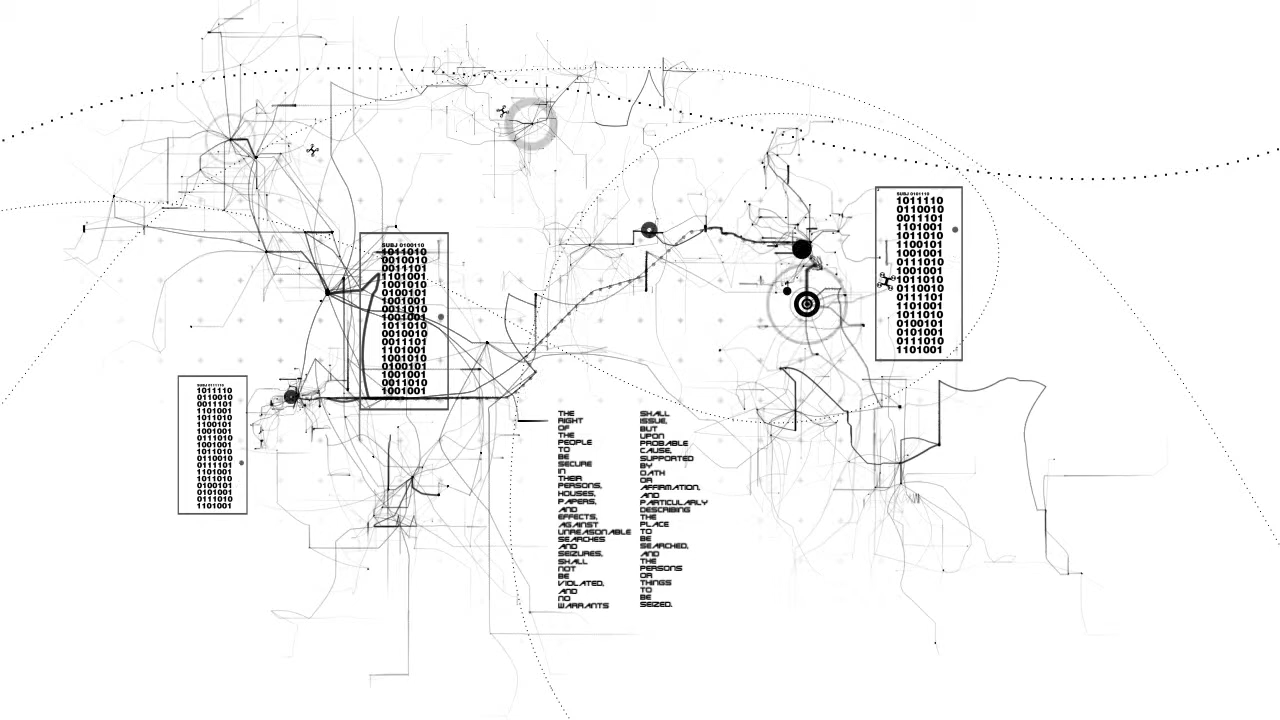 SUBJ 0100110
1011010
0010010
0011101
1101001
1001010
0100101
1001001
0011010
1001001
1011010
0010010
0011101
1101001
1001010
0100101
1001001
0011010
1001001
SUBJ 0101110
1011110
0110010
0011101
1101001
1011010
1100101
1001001
0111010
1001001
1011010
0110010
0111101
1101001
1011010
0100101
0101001
0111010
1101001
SUBJ
1011110
0110010
0011101
1101001
1011010
1100101
1001001
0111010
1001001
1011010
0110010
0111101
1101001
1011010
0100101
0101001
0111010
1101001
THE
RIGHT
OF
THE
PEOPLE
TO
BE
SECURE
IN
THEIR
PERSONS,
HOUSES,
PAPERS,
AND
EFFECTS,
AGAINST
UNREASONABLE
SEARCHES
AND
SEIZURES,
SHALL
NOT
BE
VIOLATED,
AND
NO
WARRANTS
SHALL
ISSUE,
BUT
UPON
PROBABLE
CAUSE,
SUPPORTED
BY
OATH
OR
AFFIRMATION,
AND
PARTICULARLY
DESCRIBING
THE
PLACE
TO
BE
SEARCHED,
AND
THE
PERSONS
OR
THINGS
TO
BE
SEIZED.